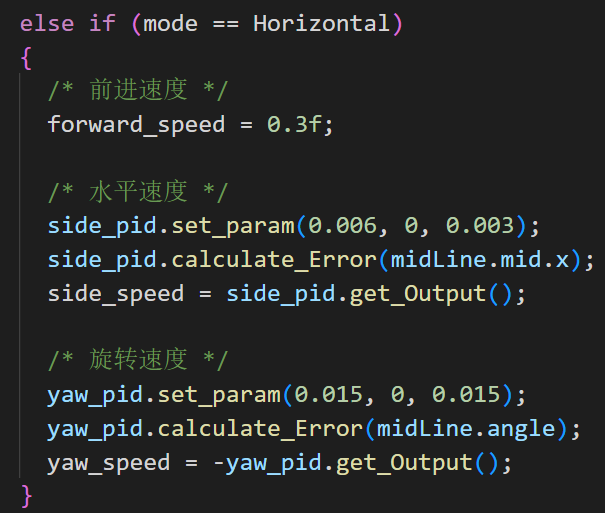 else if (mode == Horizontal)
{
/* 前进速度 */
forward_speed = 0.3f;
/* 水平速度 */
side_pid.set_param(0.006, 0, 0.003);
side_pid.calculate_Error(midLine.mid.x);
side_speed = side_pid.get_Output();
/* 旋转速度 */
yaw_pid.set_param(0.015, 0, 0.015);
yaw_pid.calculate_Error(midLine.angle);
yaw_speed = -yaw_pid.get_Output();
}